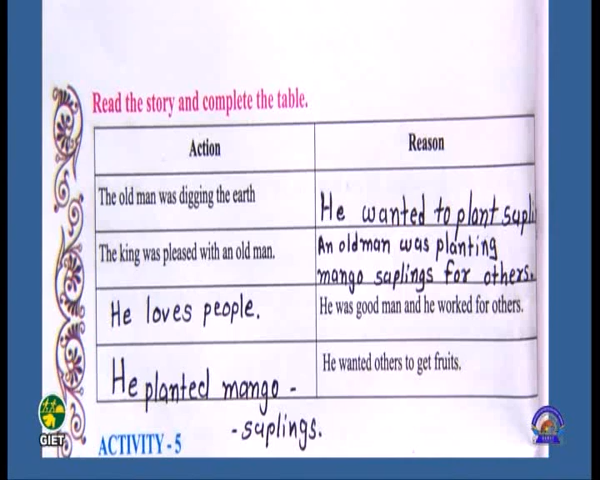 Read the story and complete the table.
Action Reason
The old man was digging the earth He wanted to plant supli
The king was pleased with an old man. An oldman was planting
mango saplings for others.
He loves people. He was good man and he worked for others.
He planted mango - He wanted others to get fruits.
- saplings.
GIET
ACTIVITY - 5